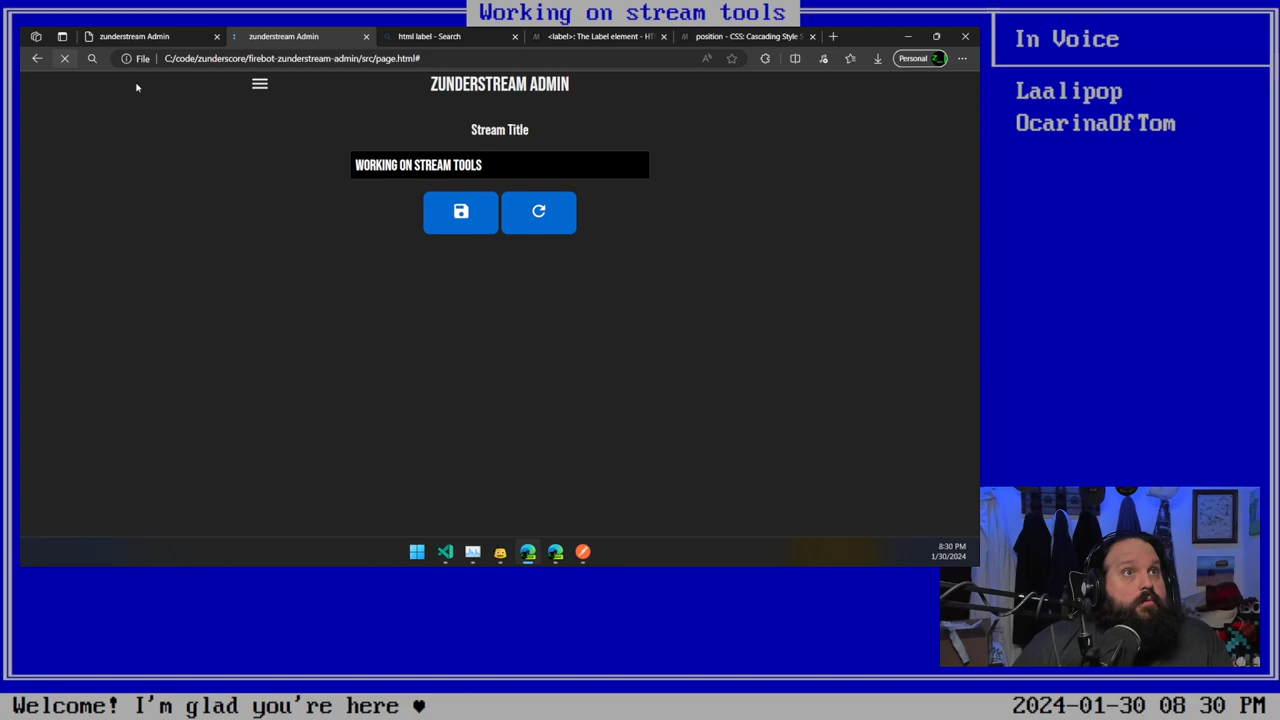 Working on stream tools
zunderstream Admin
zunderstream Admin
html label - Search
<label>: The Label element - HT
position - CSS: Cascading Style S
File
C:/code/zunderscore/firebot-zunderstream-admin/src/page.html#
Personal
Z_
ZUNDERSTREAM ADMIN
Stream Title
WORKING ON STREAM TOOLS
8:30 PM
1/30/2024
In Voice
Laalipop
OcarinaOfTom
Welcome! I'm glad you're here ♥
2024-01-30 08 30 PM